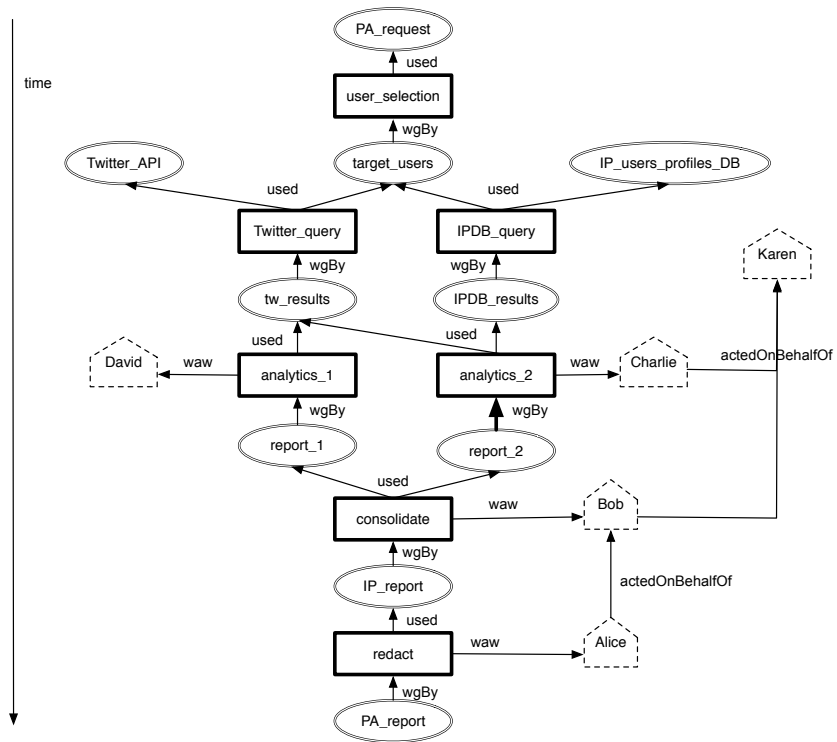 PA_request
used
time
user_selection
wgBy
Twitter_API
target_users
IP_users_profiles_DB
used
used
Twitter_query
IPDB_query
Karen
wgBy
wgBy
tw_results
IPDB_results
used
used
actedOnBehalfOf
David
waw
analytics_1
analytics_2
waw
Charlie
wgBy
wgBy
report_1
report_2
used
consolidate
waw
Bob
wgBy
IP_report
actedOnBehalfOf
used
redact
waw
Alice
wgBy
PA_report